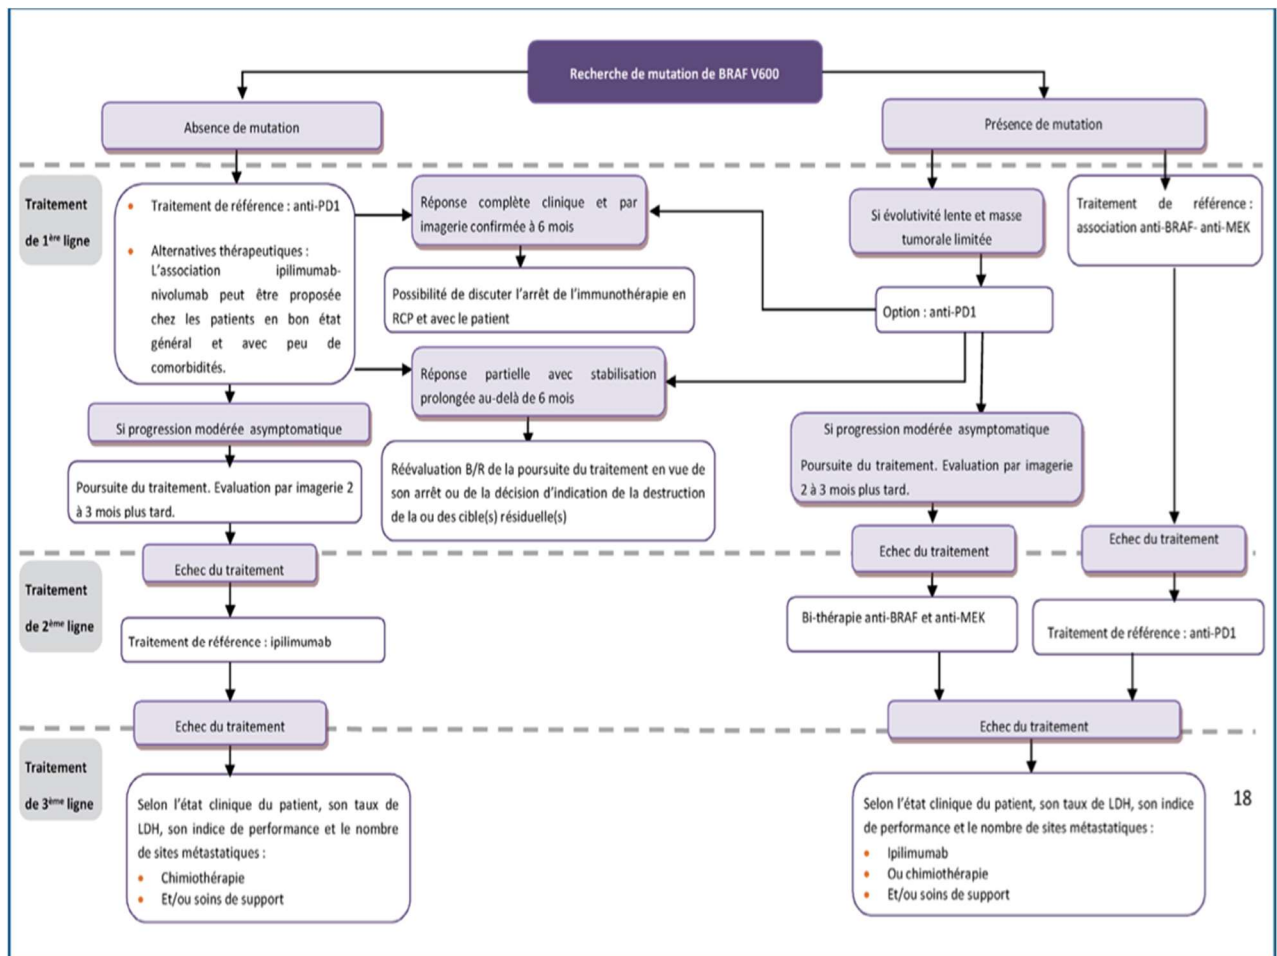 Recherche de mutation de BRAF V600
Absence de mutation
Présence de mutation
Traitement
de 1ère ligne
• Traitement de référence : anti-PD1
• Alternatives thérapeutiques :
L’association ipilimumab-
nivolumab peut être proposée
chez les patients en bon état
général et avec peu de
comorbidités.
Réponse complète clinique et par
imagerie confirmée à 6 mois
Possibilité de discuter l’arrêt de l’immunothérapie en
RCP et avec le patient
Réponse partielle avec stabilisation
prolongée au-delà de 6 mois
Réévaluation B/R de la poursuite du traitement en vue de
son arrêt ou de la décision d’indication de la destruction
de la ou des cible(s) résiduelle(s)
Si évolutivité lente et masse
tumorale limitée
Option : anti-PD1
Traitement de référence :
association anti-BRAF- anti-MEK
Si progression modérée asymptomatique
Poursuite du traitement. Evaluation par imagerie 2
à 3 mois plus tard.
Si progression modérée asymptomatique
Poursuite du traitement. Evaluation par imagerie
2 à 3 mois plus tard.
Echec du traitement
Echec du traitement
Echec du traitement
Traitement
de 2ème ligne
Traitement de référence : ipilimumab
Bi-thérapie anti-BRAF et anti-MEK
Traitement de référence : anti-PD1
Echec du traitement
Echec du traitement
Traitement
de 3ème ligne
Selon l’état clinique du patient, son taux de
LDH, son indice de performance et le nombre
de sites métastatiques :
• Chimiothérapie
• Et/ou soins de support
Selon l’état clinique du patient, son taux de LDH, son indice
de performance et le nombre de sites métastatiques :
• Ipilimumab
• Ou chimiothérapie
• Et/ou soins de support
18